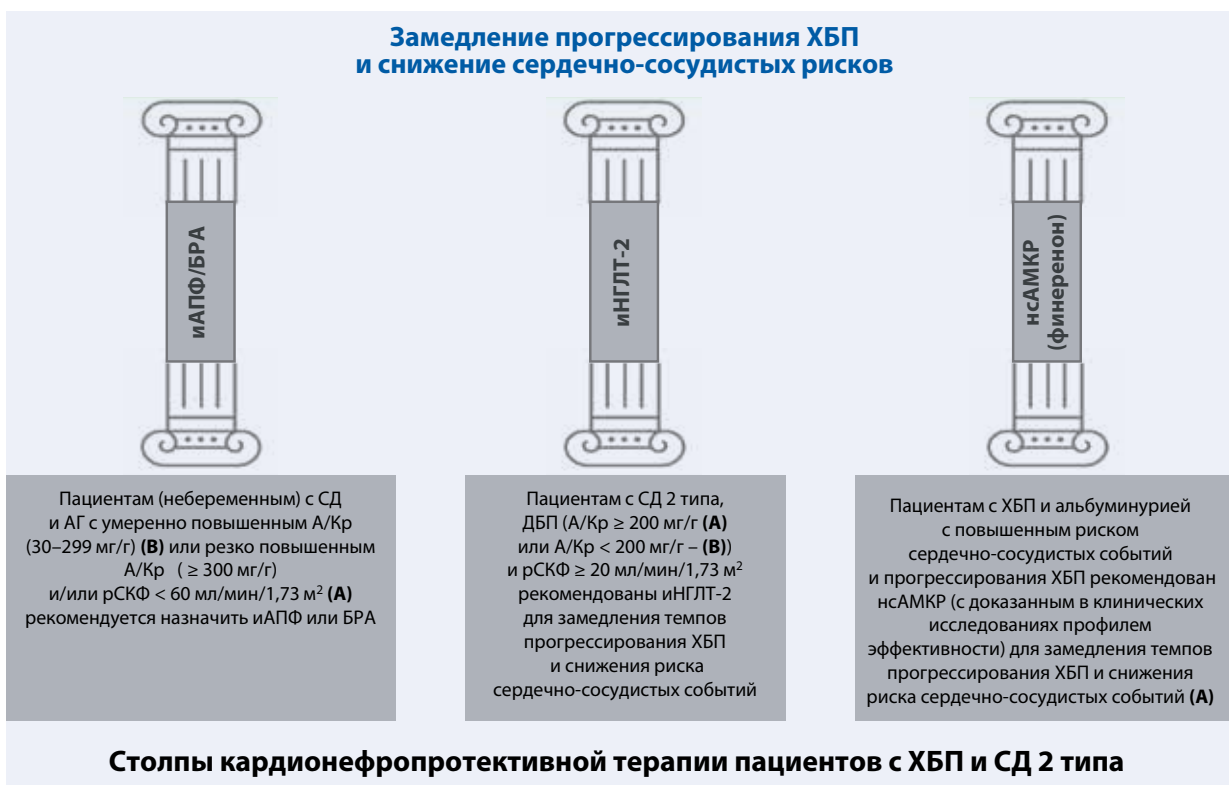 Замедление прогрессирования ХБП
и снижение сердечно-сосудистых рисков
иАПФ/БРА
иНГЛТ-2
нсАМКР
(финеренон)
Пациентам (небеременным) с СД
и АГ с умеренно повышенным А/Кр
(30–299 мг/г) (B) или резко повышенным
А/Кр ( ≥ 300 мг/г)
и/или рСКФ < 60 мл/мин/1,73 м² (A)
рекомендуется назначить иАПФ или БРА
Пациентам с СД 2 типа,
ДБП (А/Кр ≥ 200 мг/г (A)
или А/Кр < 200 мг/г – (B))
и рСКФ ≥ 20 мл/мин/1,73 м²
рекомендованы иНГЛТ-2
для замедления темпов
прогрессирования ХБП
и снижения риска
сердечно-сосудистых событий
Пациентам с ХБП и альбуминурией
с повышенным риском
сердечно-сосудистых событий
и прогрессирования ХБП рекомендован
нсАМКР (с доказанным в клинических
исследованиях профилем
эффективности) для замедления темпов
прогрессирования ХБП и снижения
риска сердечно-сосудистых событий (A)
Столпы кардионефропротективной терапии пациентов с ХБП и СД 2 типа